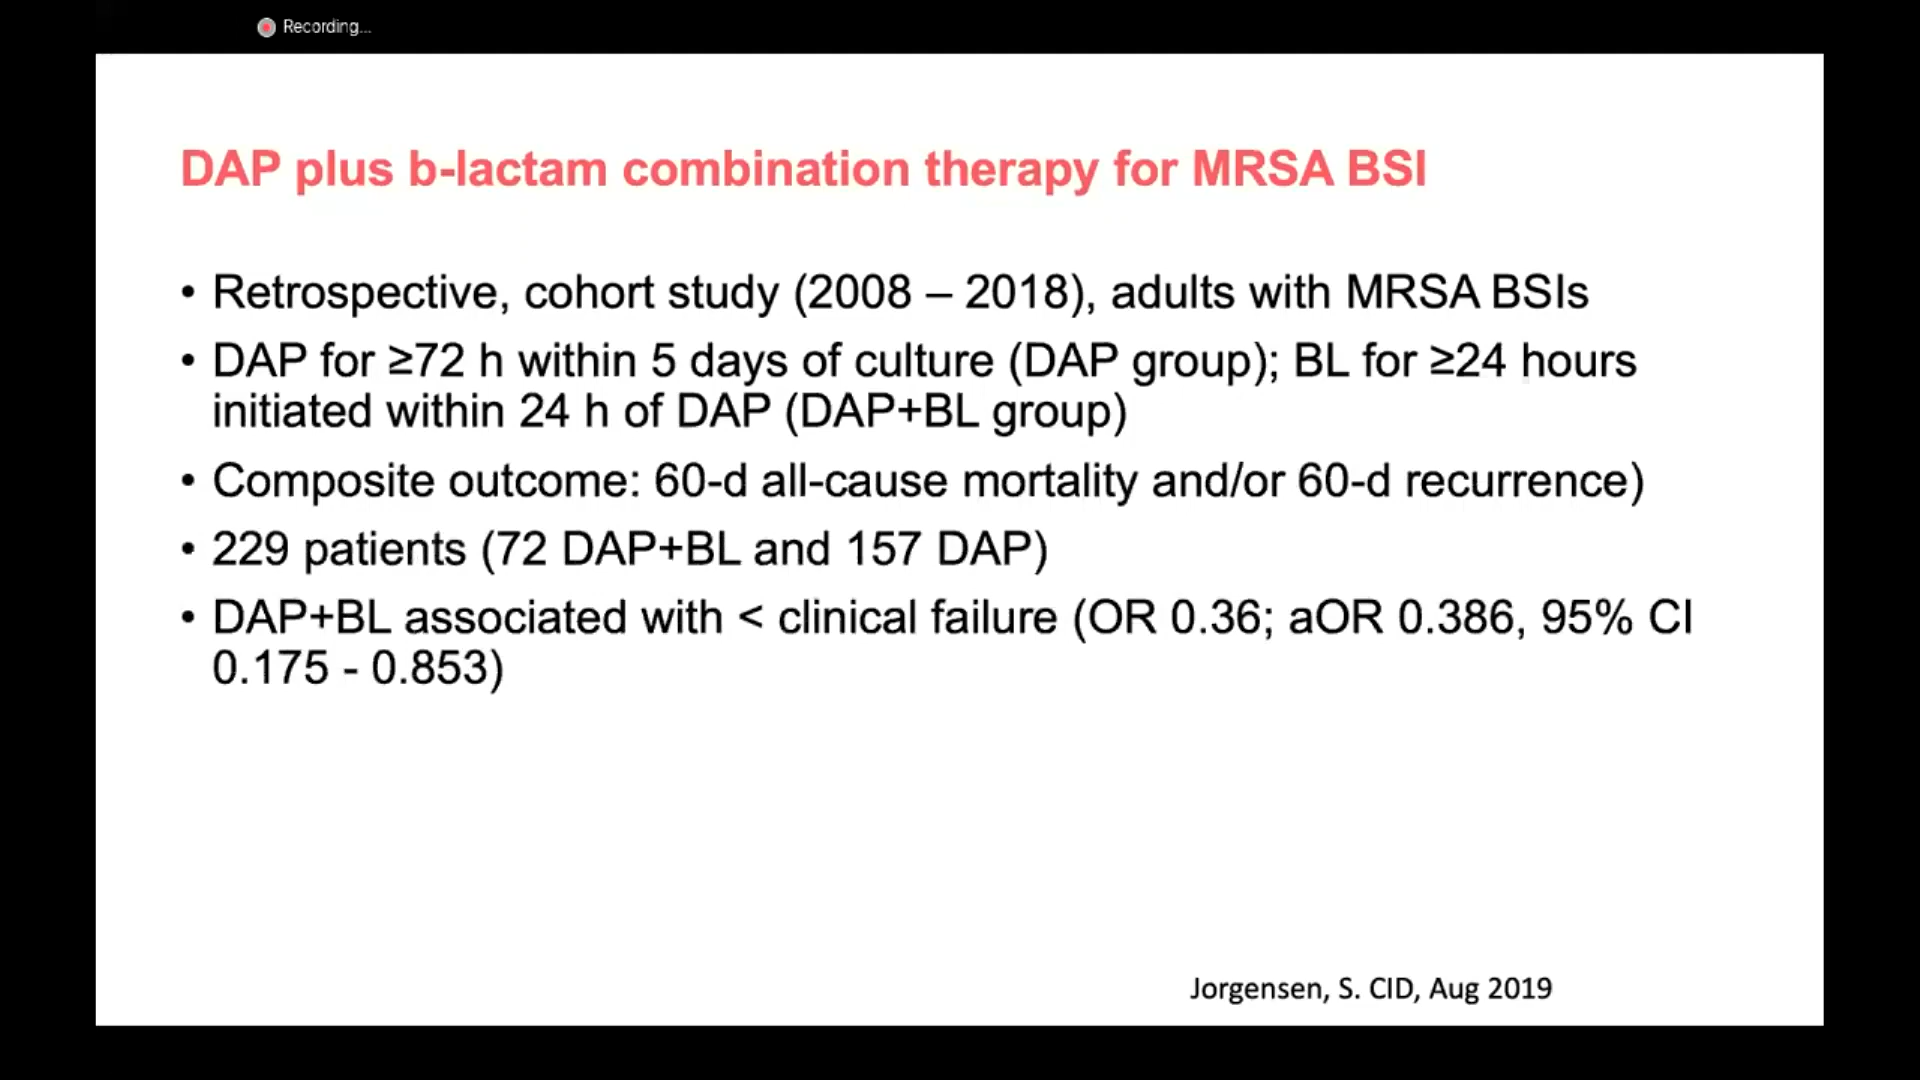 Recording...
DAP plus b-lactam combination therapy for MRSA BSI
• Retrospective, cohort study (2008 – 2018), adults with MRSA BSIs
• DAP for ≥72 h within 5 days of culture (DAP group); BL for ≥24 hours
initiated within 24 h of DAP (DAP+BL group)
• Composite outcome: 60-d all-cause mortality and/or 60-d recurrence)
• 229 patients (72 DAP+BL and 157 DAP)
• DAP+BL associated with < clinical failure (OR 0.36; aOR 0.386, 95% CI
0.175 - 0.853)
Jorgensen, S. CID, Aug 2019